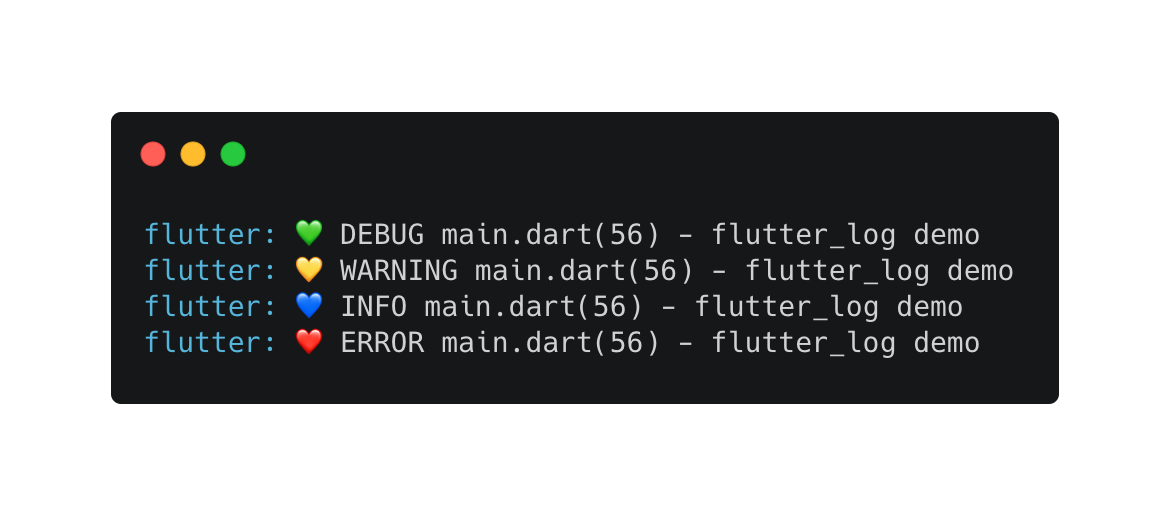 flutter: 💚 DEBUG main.dart(56) - flutter_log demo
flutter: 💛 WARNING main.dart(56) - flutter_log demo
flutter: 💙 INFO main.dart(56) - flutter_log demo
flutter: ❤️ ERROR main.dart(56) - flutter_log demo